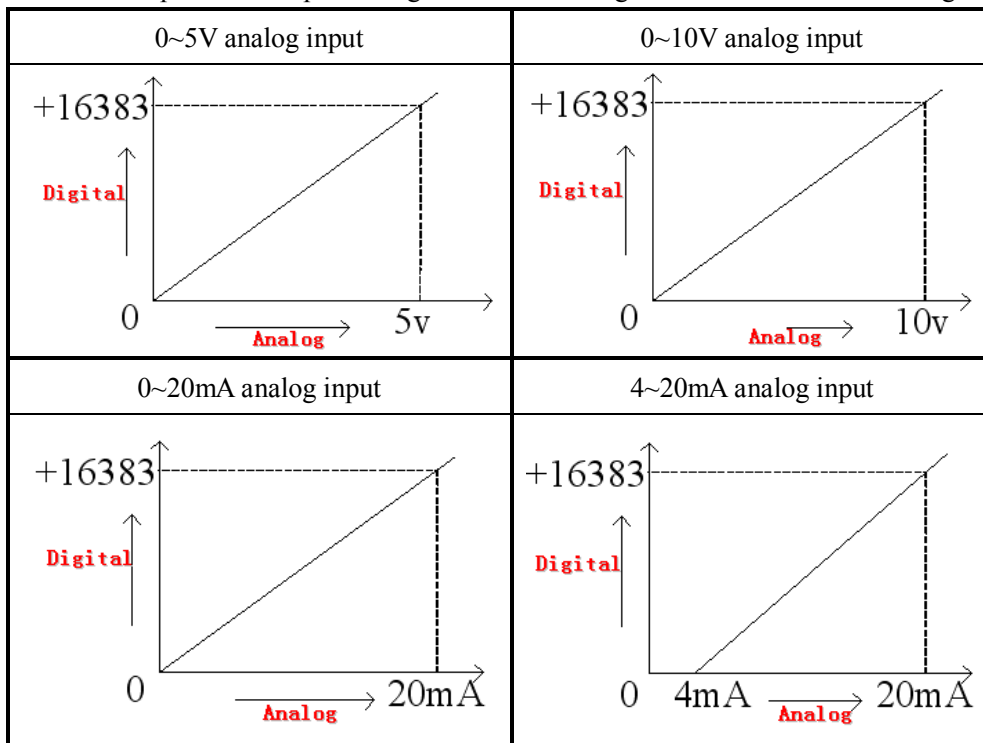 0~5V analog input
0~10V analog input
+16383
Digital
0
Analog
5v
+16383
Digital
0
Analog
10v
0~20mA analog input
4~20mA analog input
+16383
Digital
0
Analog
20mA
+16383
Digital
0
4mA
Analog
20mA